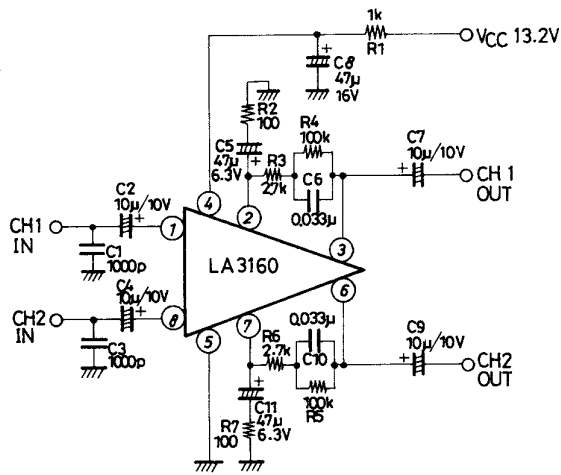 1k
R1
VCC 13.2V
C8
47μ
16V
R2
100
C5
47μ
6.3V
R3
2.7k
R4
100k
C6
0.033μ
C7
10μ/10V
CH 1
OUT
C2
10μ/10V
CH1
IN
C1
1000p
1
4
2
3
LA3160
6
8
5
7
C4
10μ/10V
CH2
IN
C3
1000p
R6
2.7k
0.033μ
C10
100k
R5
C9
10μ/10V
CH2
OUT
C11
47μ
6.3V
R7
100